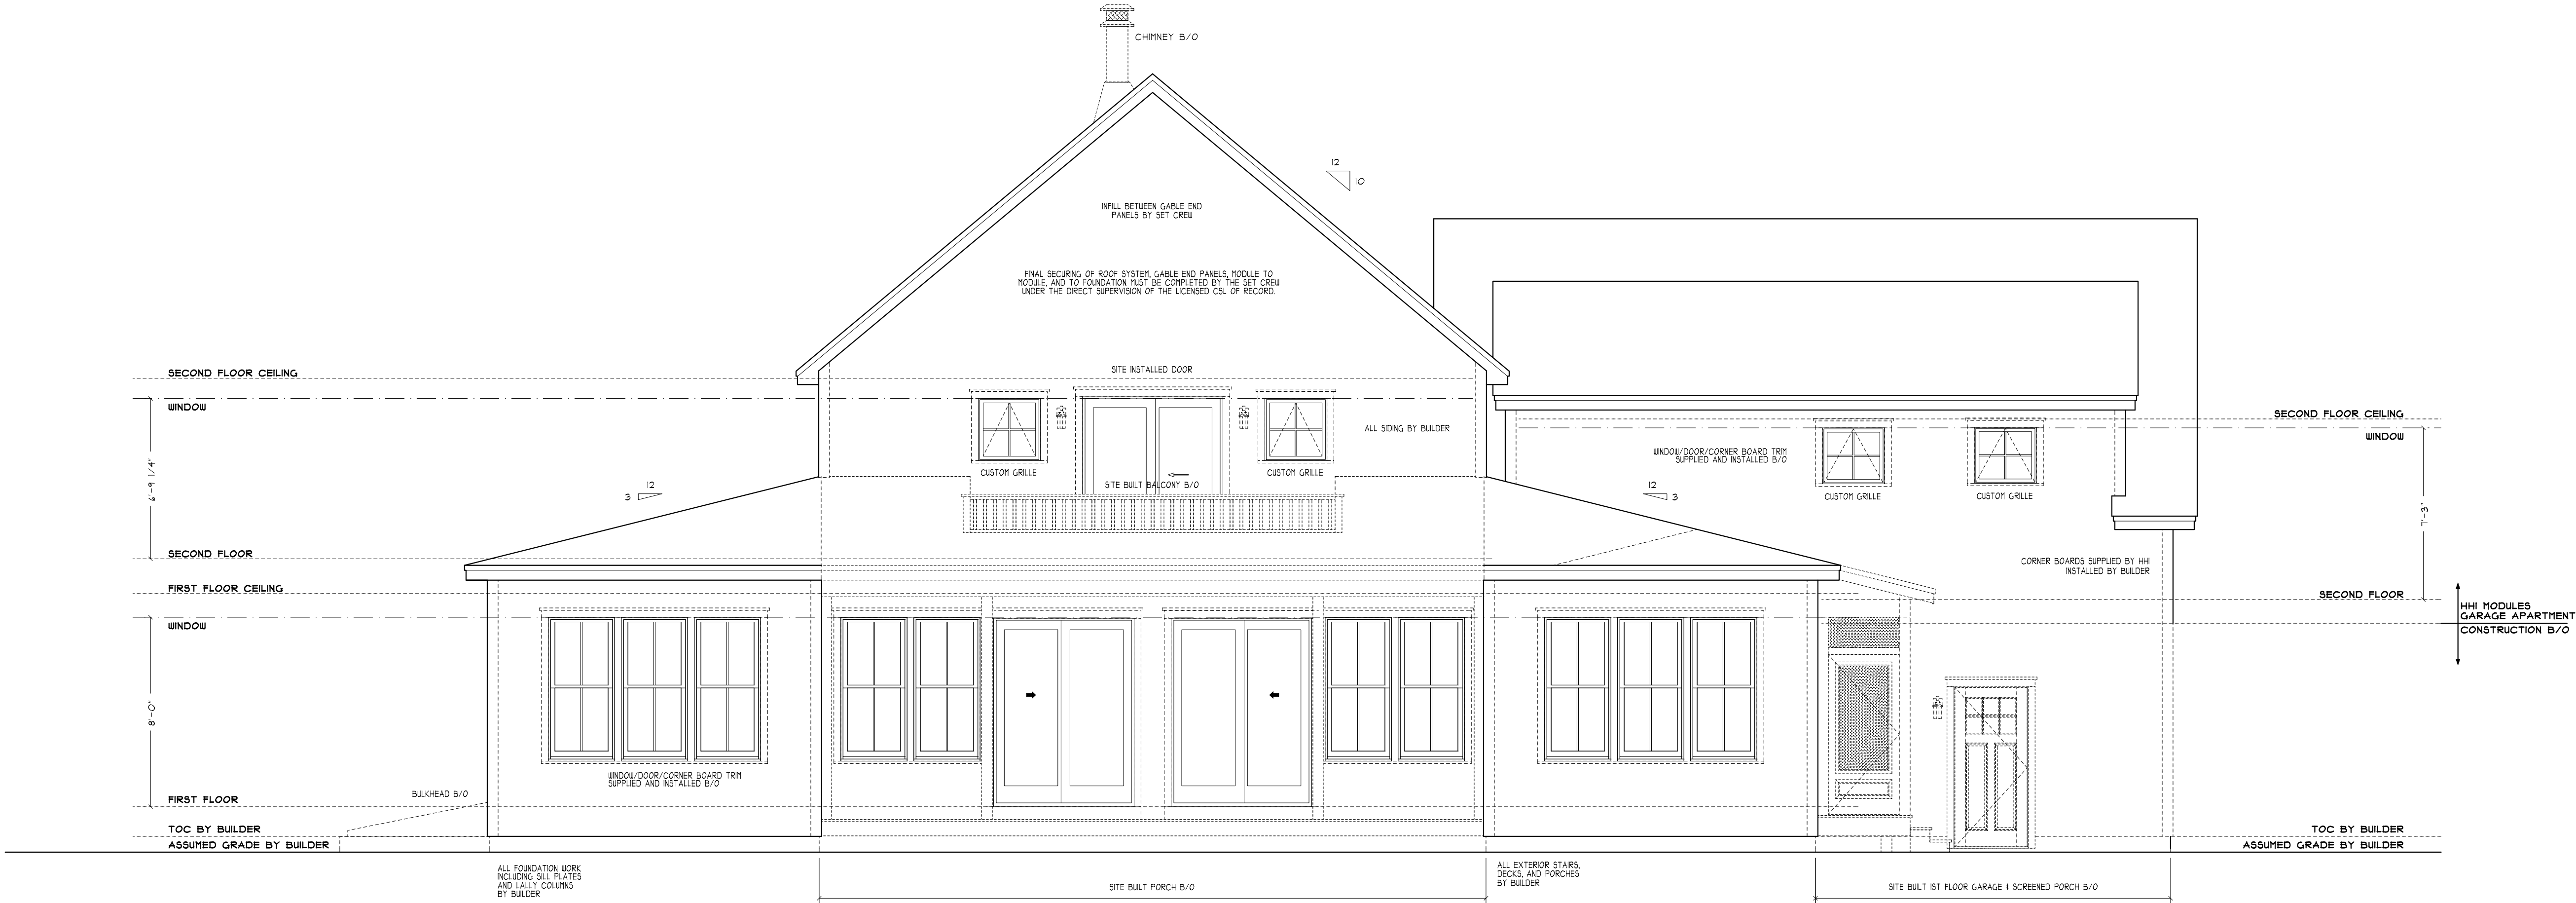 CHIMNEY B/O
12
10
INFILL BETWEEN GABLE END
PANELS BY SET CREW
FINAL SECURING OF ROOF SYSTEM, GABLE END PANELS, MODULE TO
MODULE, AND TO FOUNDATION MUST BE COMPLETED BY THE SET CREW
UNDER THE DIRECT SUPERVISION OF THE LICENSED CSL OF RECORD.
SITE INSTALLED DOOR
SECOND FLOOR CEILING
WINDOW
SECOND FLOOR CEILING
WINDOW
ALL SIDING BY BUILDER
WINDOW/DOOR/CORNER BOARD TRIM
SUPPLIED AND INSTALLED B/O
CUSTOM GRILLE
CUSTOM GRILLE
6'-9 1/4"
SITE BUILT BALCONY B/O
12
3
12
3
CUSTOM GRILLE
CUSTOM GRILLE
7'-3"
SECOND FLOOR
CORNER BOARDS SUPPLIED BY HHI
INSTALLED BY BUILDER
FIRST FLOOR CEILING
SECOND FLOOR
HHI MODULES
GARAGE APARTMENT
CONSTRUCTION B/O
WINDOW
8'-0"
WINDOW/DOOR/CORNER BOARD TRIM
SUPPLIED AND INSTALLED B/O
BULKHEAD B/O
FIRST FLOOR
TOC BY BUILDER
ASSUMED GRADE BY BUILDER
TOC BY BUILDER
ASSUMED GRADE BY BUILDER
ALL FOUNDATION WORK
INCLUDING SILL PLATES
AND LALLY COLUMNS
BY BUILDER
SITE BUILT PORCH B/O
ALL EXTERIOR STAIRS,
DECKS, AND PORCHES
BY BUILDER
SITE BUILT 1ST FLOOR GARAGE & SCREENED PORCH B/O